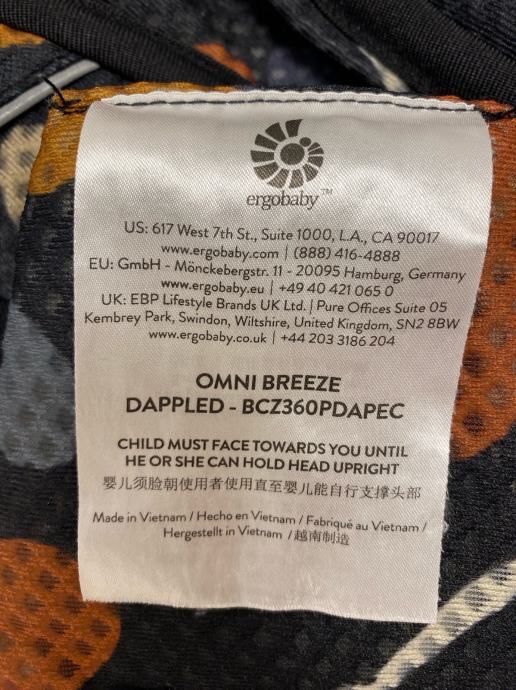 ergobaby™
US: 617 West 7th St., Suite 1000, L.A., CA 90017
www.ergobaby.com | (888) 416-4888
EU: GmbH - Mönckebergstr. 11 - 20095 Hamburg, Germany
www.ergobaby.eu | +49 40 421 065 0
UK: EBP Lifestyle Brands UK Ltd. | Pure Offices Suite 05
Kembrey Park, Swindon, Wiltshire, United Kingdom, SN2 8BW
www.ergobaby.co.uk | +44 203 3186 204
OMNI BREEZE
DAPPLED - BCZ360PDAPEC
CHILD MUST FACE TOWARDS YOU UNTIL
HE OR SHE CAN HOLD HEAD UPRIGHT
婴儿须脸朝使用者使用直至婴儿能自行支撑头部
Made in Vietnam / Hecho en Vietnam / Fabriqué au Vietnam /
Hergestellt in Vietnam /越南制造